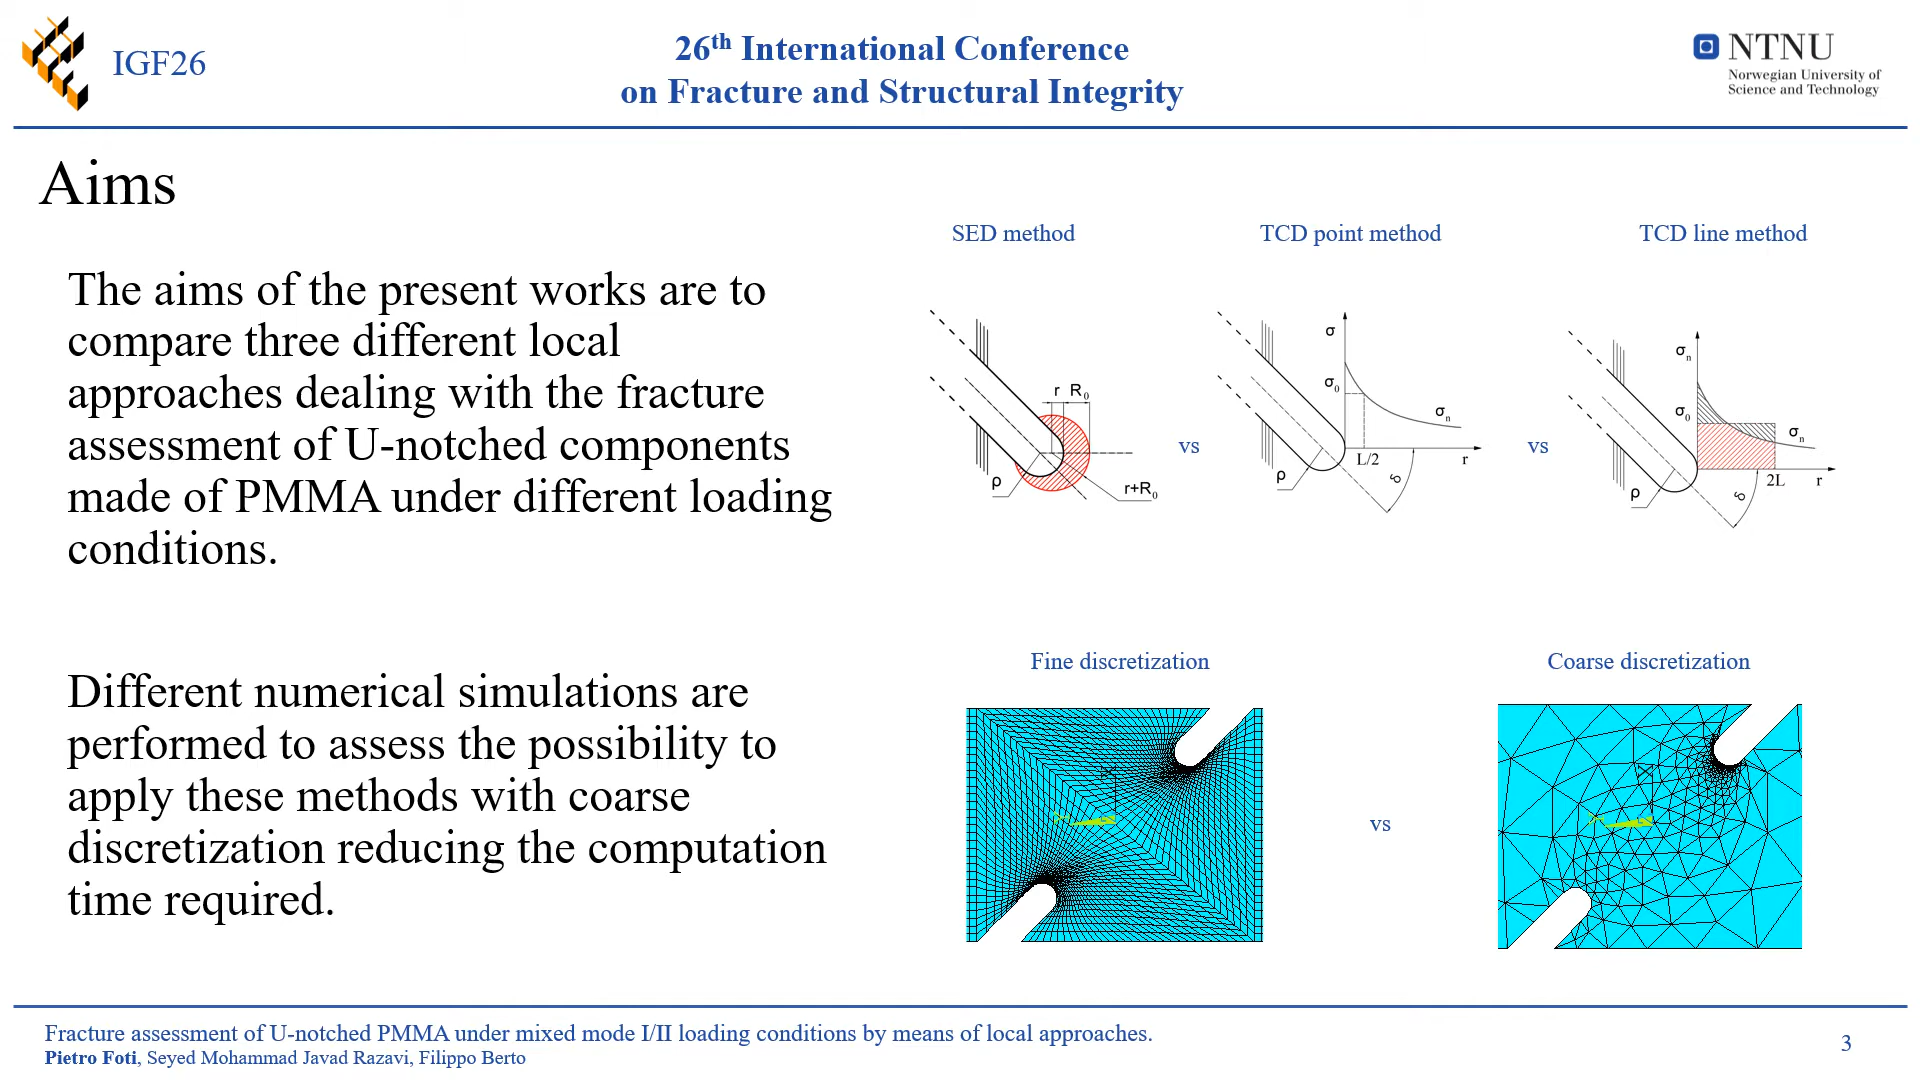 IGF26
26th International Conference
on Fracture and Structural Integrity
NTNU
Norwegian University of
Science and Technology
Aims
The aims of the present works are to
compare three different local
approaches dealing with the fracture
assessment of U-notched components
made of PMMA under different loading
conditions.
Different numerical simulations are
performed to assess the possibility to
apply these methods with coarse
discretization reducing the computation
time required.
SED method
TCD point method
TCD line method
r R0
ρ
r+R0
vs
σ
σ0
σn
L/2
r
ρ
δ
vs
σn
σ0
σn
2L
r
ρ
δ
Fine discretization
Coarse discretization
vs
Fracture assessment of U-notched PMMA under mixed mode I/II loading conditions by means of local approaches.
Pietro Foti, Seyed Mohammad Javad Razavi, Filippo Berto
3